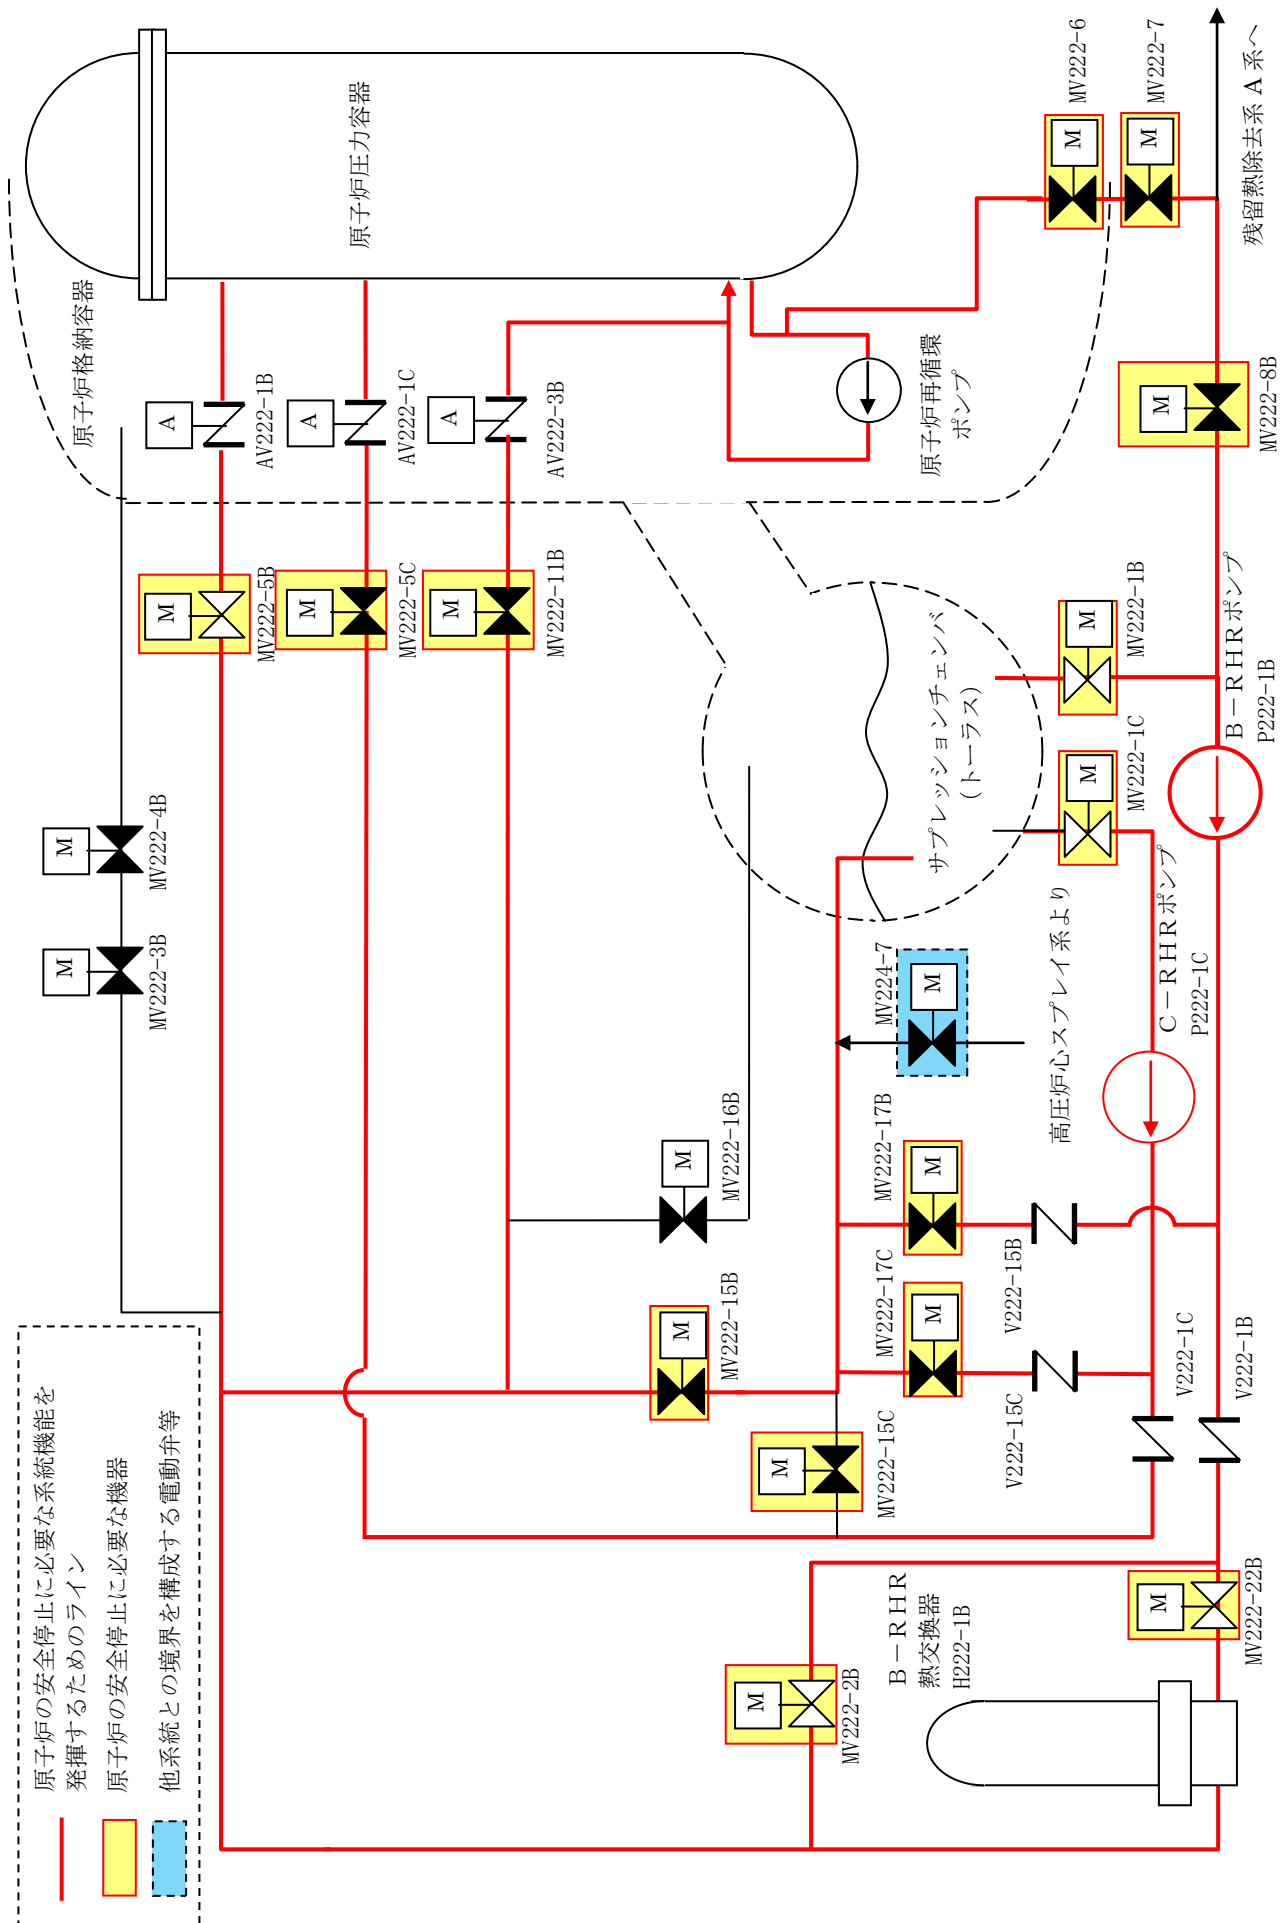 原子炉の安全停止に必要な系統機能を
発揮するためのライン
原子炉の安全停止に必要な機器
他系統との境界を構成する電動弁等
原子炉格納容器
原子炉圧力容器
M
MV222-3B
M
MV222-4B
M
MV222-5B
A
AV222-1B
M
MV222-5C
A
AV222-1C
M
MV222-11B
A
AV222-3B
原子炉再循環
ポンプ
M
MV222-6
M
MV222-7
残留熱除去系 A 系へ
M
MV222-8B
M
MV222-16B
サプレッションチェンバ
(トーラス)
M
MV222-1B
M
MV222-1C
B－RHRポンプ
P222-1B
C－RHRポンプ
P222-1C
MV224-7
M
高圧炉心スプレイ系より
MV222-17B
M
MV222-17C
M
V222-15B
V222-15C
M
MV222-15B
M
MV222-15C
V222-1C
V222-1B
M
MV222-2B
B－RHR
熱交換器
H222-1B
M
MV222-22B